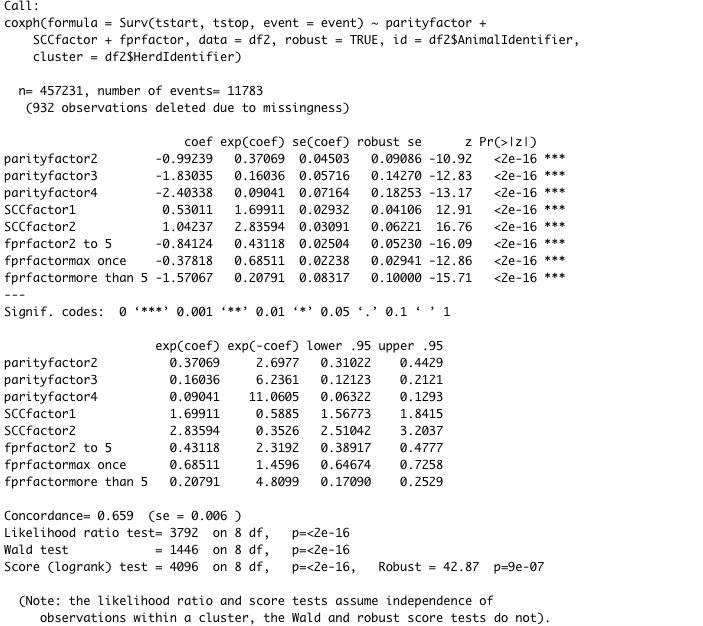 Call:
coxph(formula = Surv(tstart, tstop, event = event) ~ parityfactor +
    SCCfactor + fprfactor, data = df2, robust = TRUE, id = df2$AnimalIdentifier,
    cluster = df2$HerdIdentifier)
  n= 457231, number of events= 11783
   (932 observations deleted due to missingness)
                        coef exp(coef) se(coef) robust se      z Pr(>|z|)
parityfactor2       -0.99239   0.37069  0.04503   0.09086 -10.92   <2e-16 ***
parityfactor3       -1.83035   0.16036  0.05716   0.14270 -12.83   <2e-16 ***
parityfactor4       -2.40338   0.09041  0.07164   0.18253 -13.17   <2e-16 ***
SCCfactor1           0.53011   1.69911  0.02932   0.04106  12.91   <2e-16 ***
SCCfactor2           1.04237   2.83594  0.03091   0.06221  16.76   <2e-16 ***
fprfactor2 to 5     -0.84124   0.43118  0.02504   0.05230 -16.09   <2e-16 ***
fprfactormax once   -0.37818   0.68511  0.02238   0.02941 -12.86   <2e-16 ***
fprfactormore than 5 -1.57067   0.20791  0.08317   0.10000 -15.71   <2e-16 ***
---
Signif. codes:  0 ‘***’ 0.001 ‘**’ 0.01 ‘*’ 0.05 ‘.’ 0.1 ‘ ’ 1
                    exp(coef) exp(-coef) lower .95 upper .95
parityfactor2         0.37069     2.6977   0.31022    0.4429
parityfactor3         0.16036     6.2361   0.12123    0.2121
parityfactor4         0.09041    11.0605   0.06322    0.1293
SCCfactor1            1.69911     0.5885   1.56773    1.8415
SCCfactor2            2.83594     0.3526   2.51042    3.2037
fprfactor2 to 5       0.43118     2.3192   0.38917    0.4777
fprfactormax once     0.68511     1.4596   0.64674    0.7258
fprfactormore than 5  0.20791     4.8099   0.17090    0.2529
Concordance= 0.659  (se = 0.006 )
Likelihood ratio test= 3792  on 8 df,   p=<2e-16
Wald test            = 1446  on 8 df,   p=<2e-16
Score (logrank) test = 4096  on 8 df,   p=<2e-16,   Robust = 42.87  p=9e-07
  (Note: the likelihood ratio and score tests assume independence of
     observations within a cluster, the Wald and robust score tests do not).